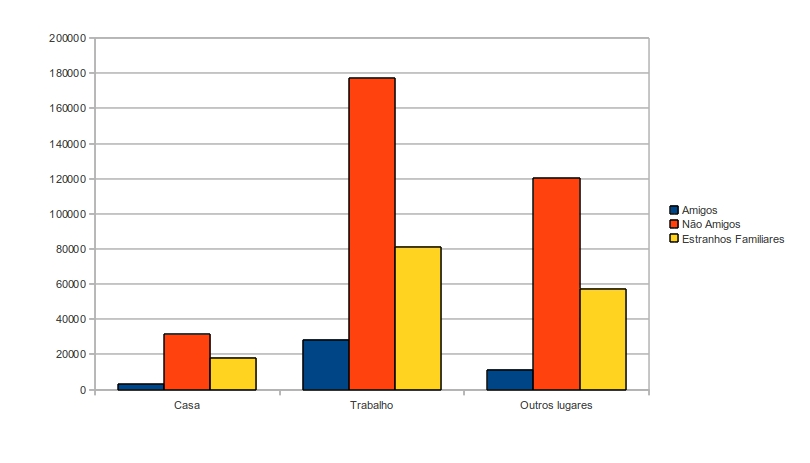 200000
180000
160000
140000
120000
100000
80000
60000
40000
20000
0
Casa
Trabalho
Outros lugares
Amigos
Não Amigos
Estranhos Familiares